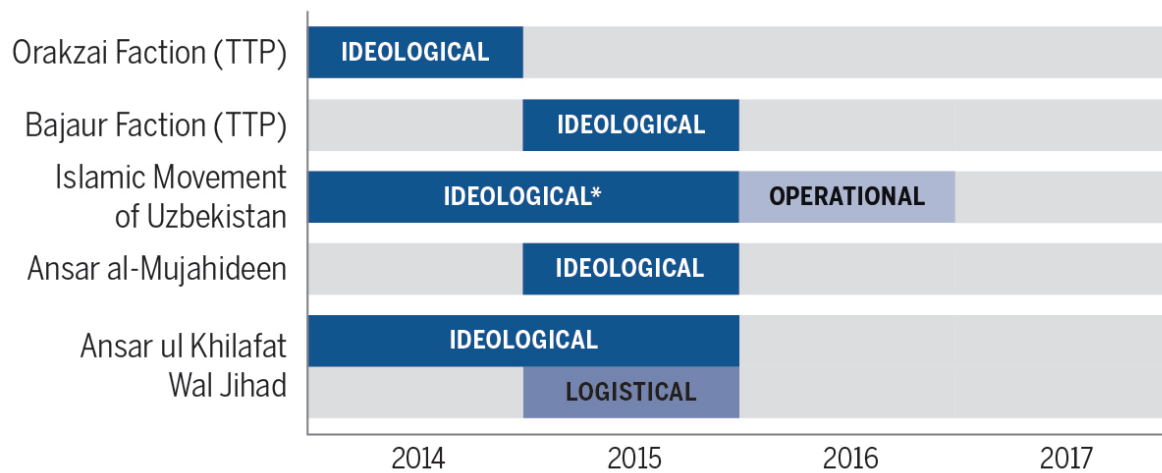 Orakzai Faction (TTP)
IDEOLOGICAL
Bajaur Faction (TTP)
IDEOLOGICAL
Islamic Movement
of Uzbekistan
IDEOLOGICAL*
OPERATIONAL
Ansar al-Mujahideen
IDEOLOGICAL
Ansar ul Khilafat
Wal Jihad
IDEOLOGICAL
LOGISTICAL
2014 2015 2016 2017